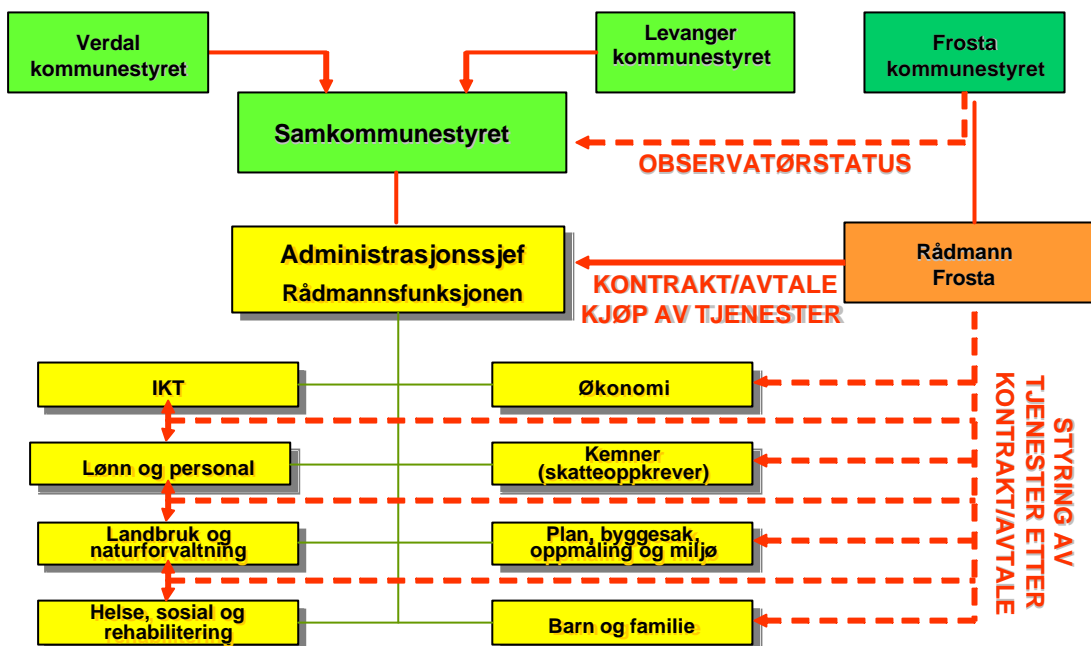 Verdal
kommunestyret
Levanger
kommunestyret
Frosta
kommunestyret
Samkommunestyret
OBSERVATØRSTATUS
Administrasjonssjef
Rådmannsfunksjonen
KONTRAKT/AVTALE
KJØP AV TJENESTER
Rådmann
Frosta
IKT
Økonomi
Lønn og personal
Kemner
(skatteoppkrever)
Landbruk og
naturforvaltning
Plan, byggesak,
oppmåling og miljø
Helse, sosial og
rehabilitering
Barn og familie
STYRING AV
TJENESTER ETTER
KONTRAKT/AVTALE